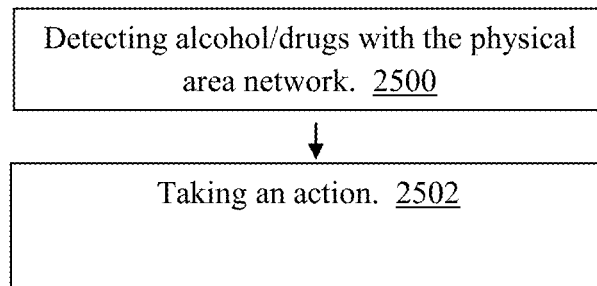 Detecting alcohol/drugs with the physical
area network. 2500
Taking an action. 2502